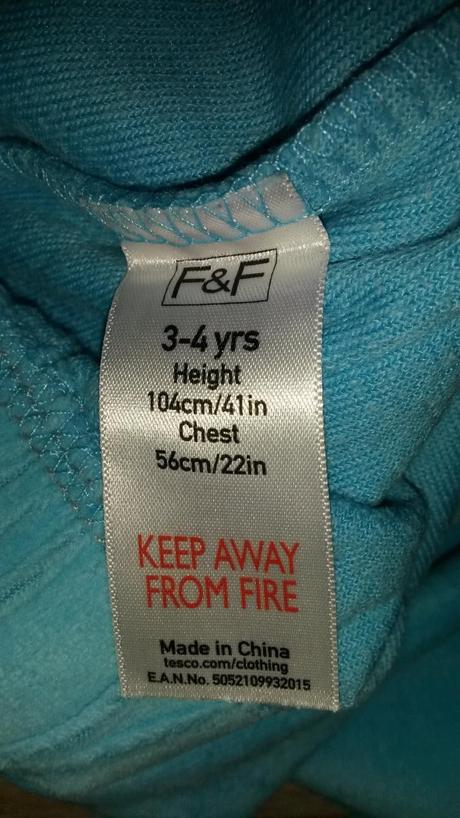 F&F
3-4 yrs
Height
104cm/41in
Chest
56cm/22in
KEEP AWAY
FROM FIRE
Made in China
tesco.com/clothing
E.A.N.No. 5052109932015